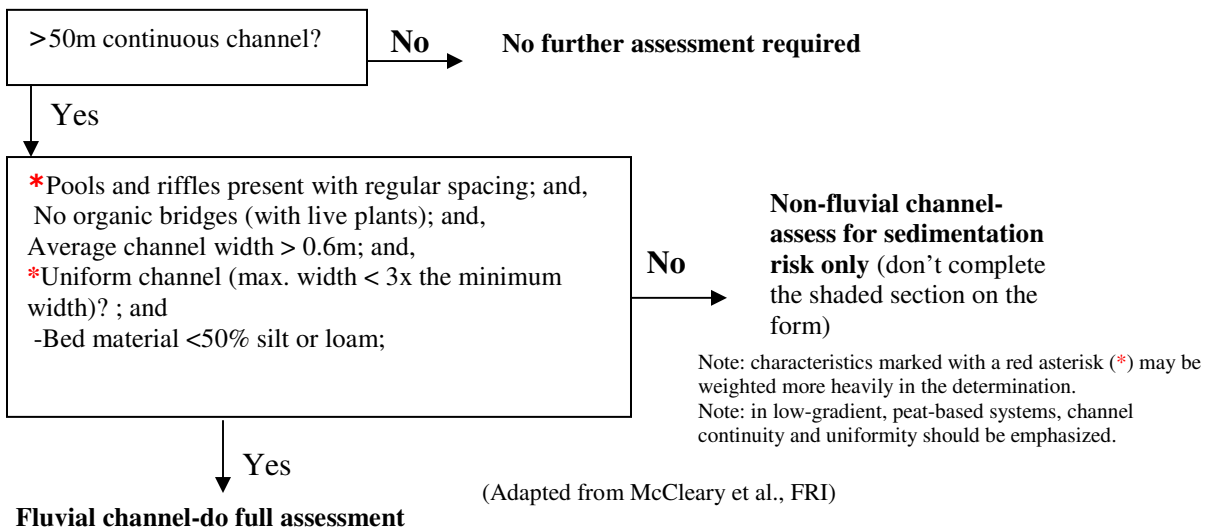 >50m continuous channel?
No
No further assessment required
Yes
*Pools and riffles present with regular spacing; and,
No organic bridges (with live plants); and,
Average channel width > 0.6m; and,
*Uniform channel (max. width < 3x the minimum
width)? ; and
-Bed material <50% silt or loam;
No
Non-fluvial channel-
assess for sedimentation
risk only (don't complete
the shaded section on the
form)
Note: characteristics marked with a red asterisk (*) may be
weighted more heavily in the determination.
Note: in low-gradient, peat-based systems, channel
continuity and uniformity should be emphasized.
Yes
(Adapted from McCleary et al., FRI)
Fluvial channel-do full assessment